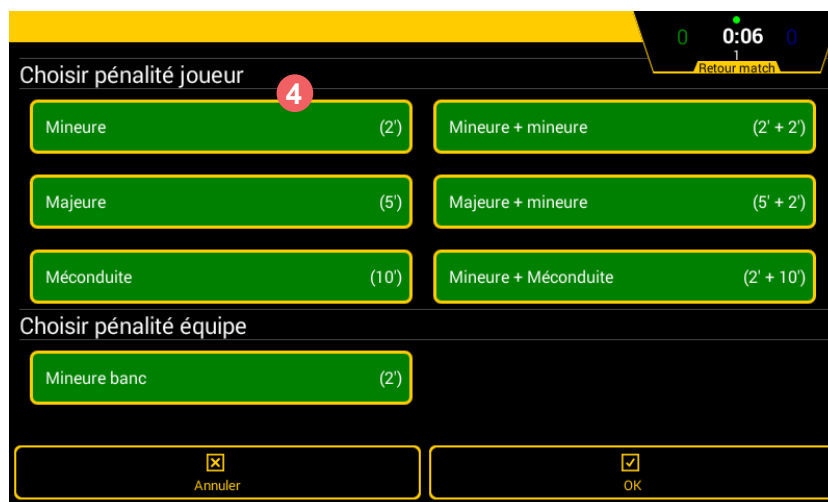 0 0:06 0
1
Retour match
Choisir pénalité joueur
4
Mineure (2')
Mineure + mineure (2' + 2')
Majeure (5')
Majeure + mineure (5' + 2')
Méconduite (10')
Mineure + Méconduite (2' + 10')
Choisir pénalité équipe
Mineure banc (2')
Annuler
OK